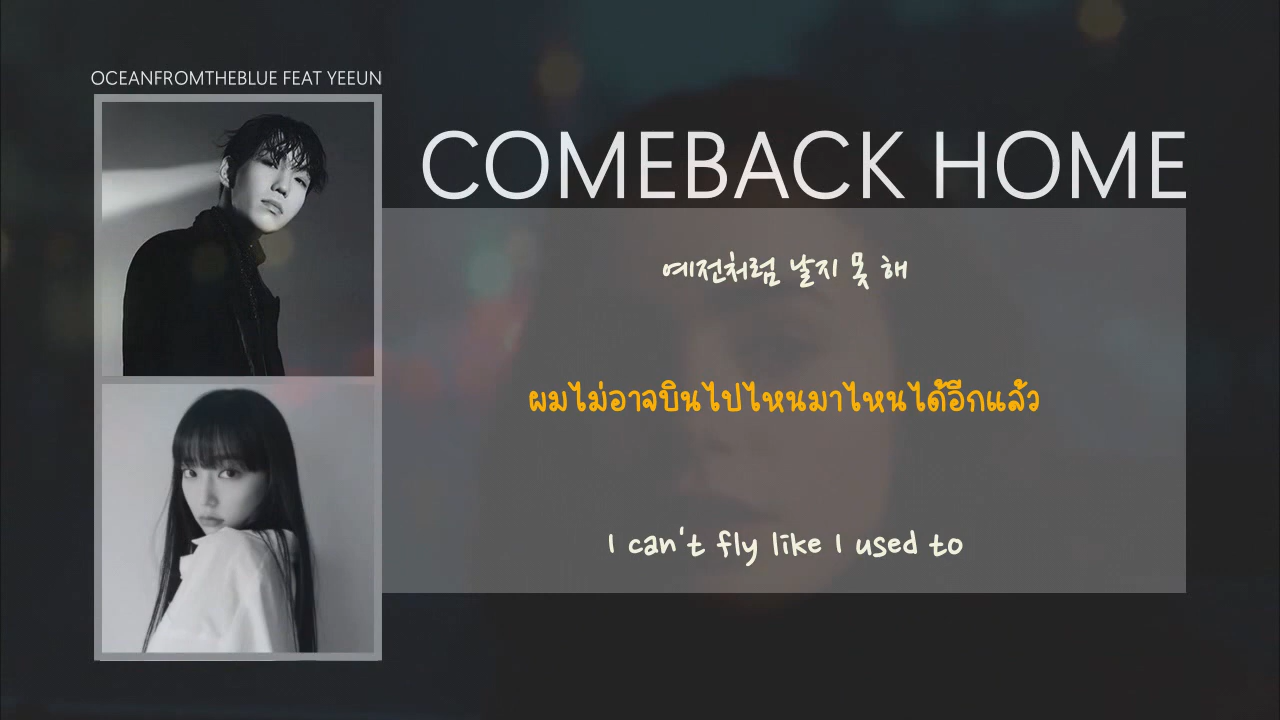 OCEANFROMTHEBLUE FEAT YEEUN
COMEBACK HOME
예전처럼 날지 못 해
ผมไม่อาจบินไปไหนมาไหนได้อีกแล้ว
I can't fly like I used to